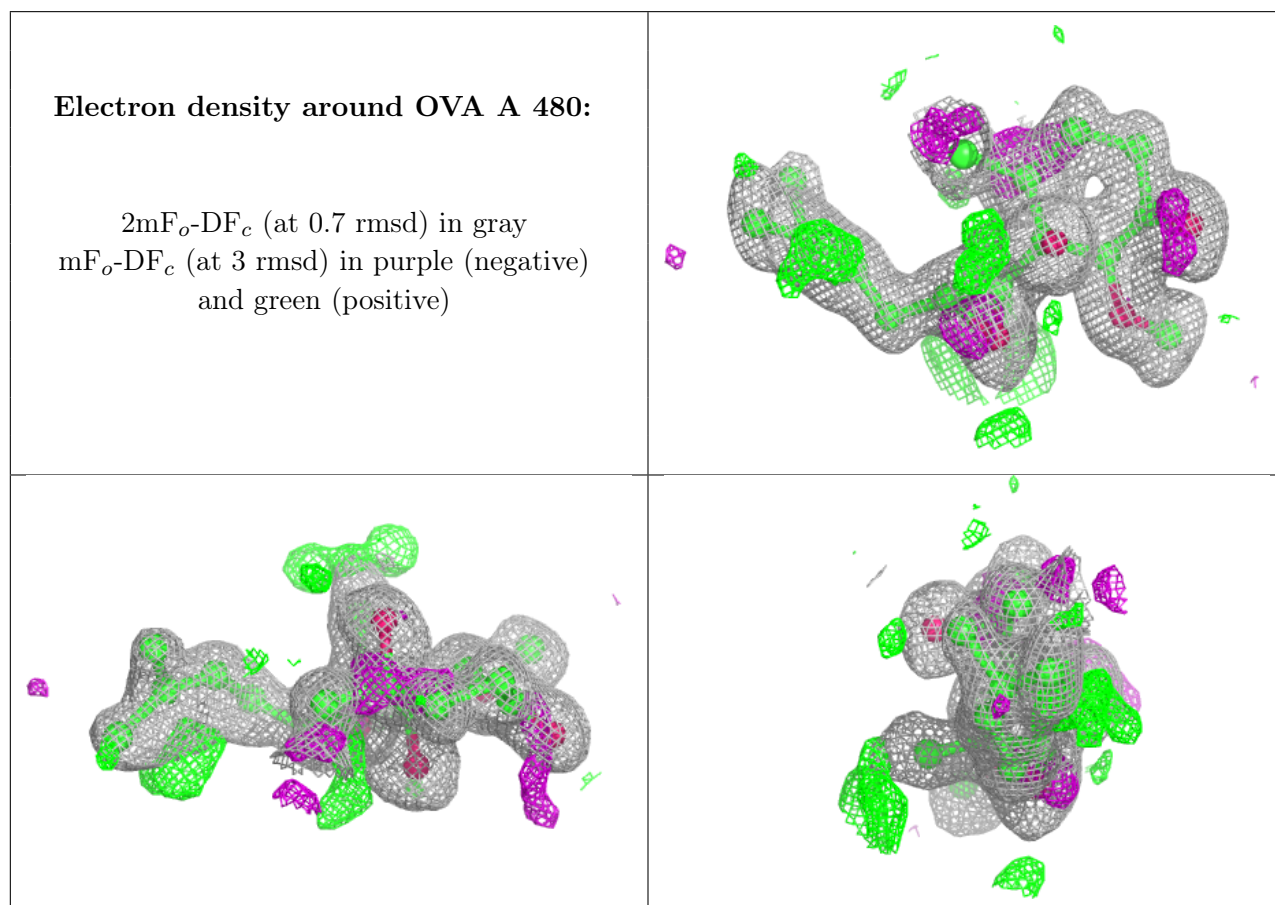 Electron density around OVA A 480:
2mFo-DFc (at 0.7 rmsd) in gray
mFo-DFc (at 3 rmsd) in purple (negative)
and green (positive)